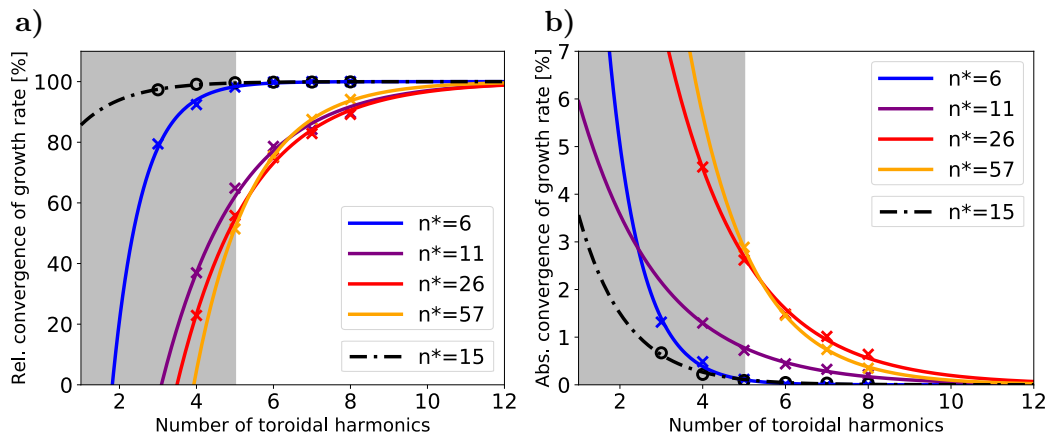 a)
Rel. convergence of growth rate [%]
100
80
60
40
20
0
n*=6
n*=11
n*=26
n*=57
n*=15
2 4 6 8 10 12
Number of toroidal harmonics
b)
Abs. convergence of growth rate [%]
7
6
5
4
3
2
1
0
n*=6
n*=11
n*=26
n*=57
n*=15
2 4 6 8 10 12
Number of toroidal harmonics